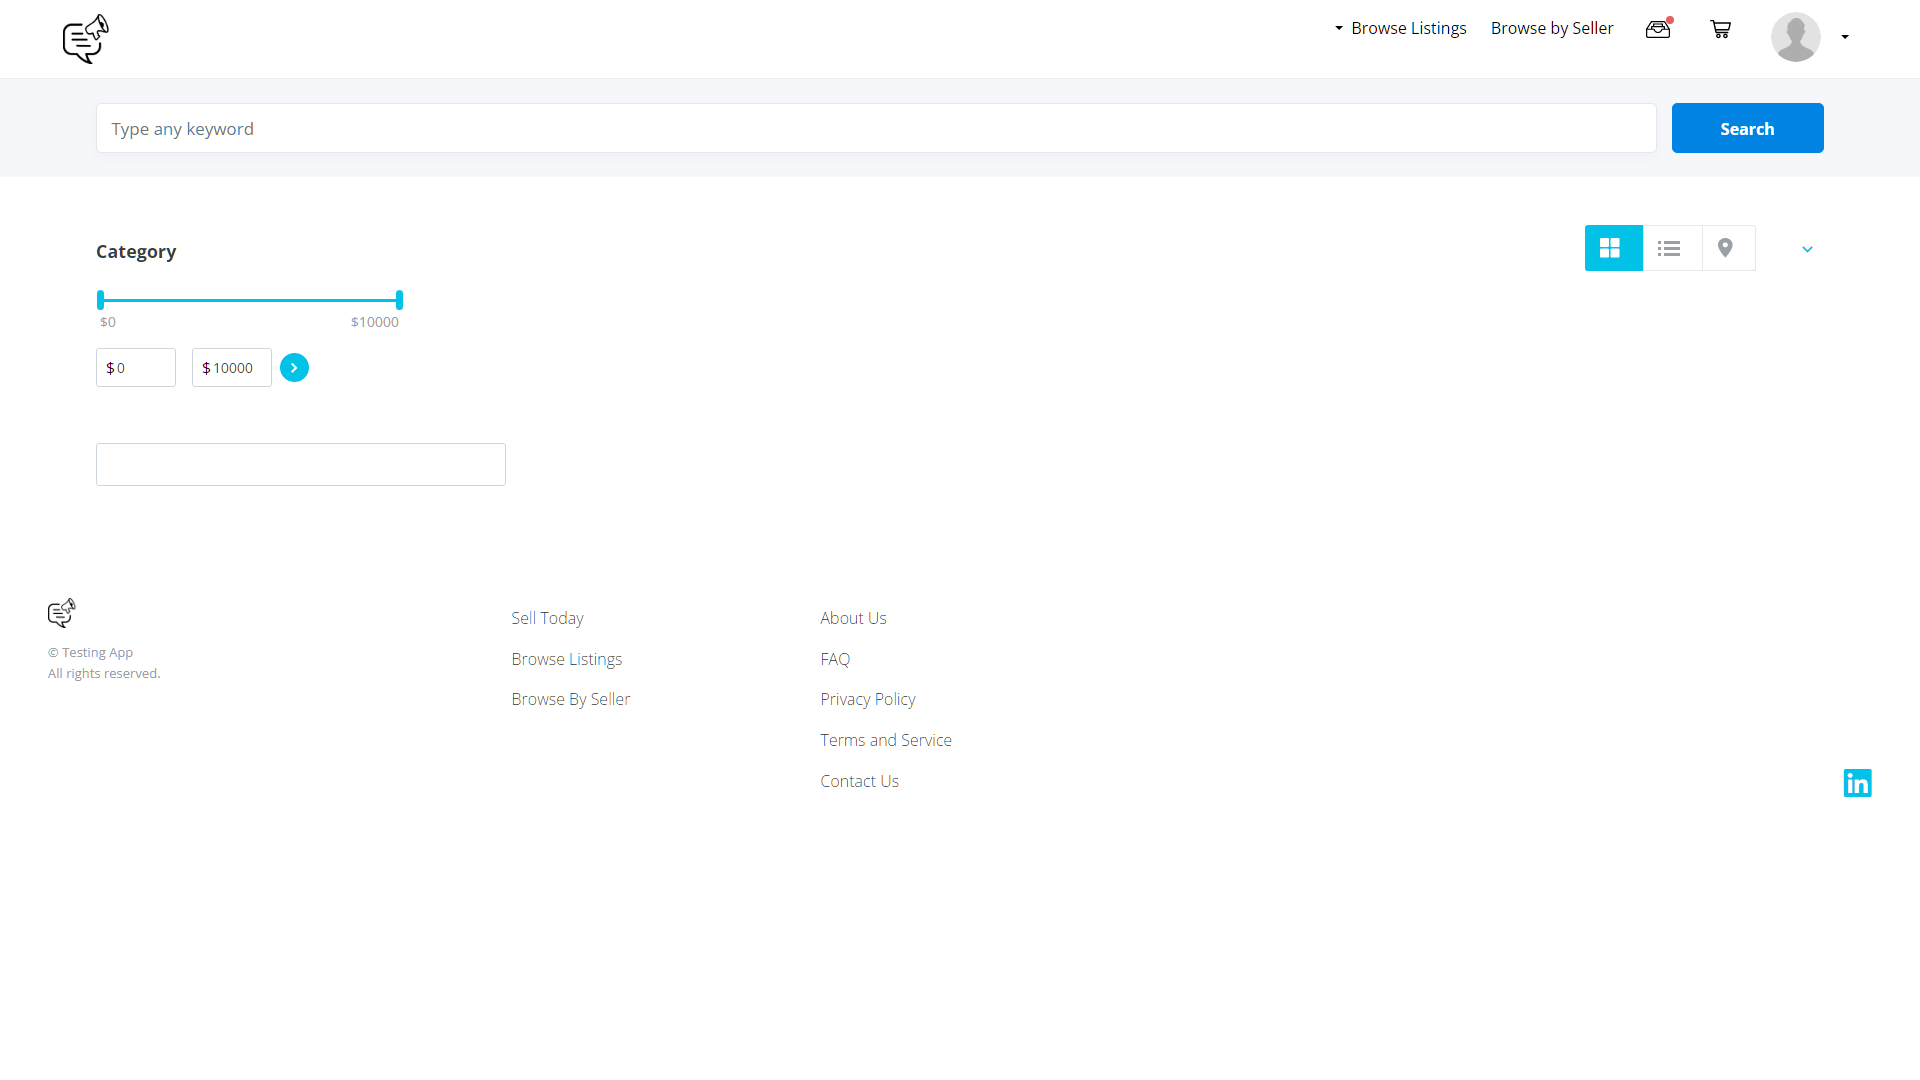 Browse Listings
Browse by Seller
Type any keyword
Search
Category
$0
$10000
$ 0
$ 10000
© Testing App
All rights reserved.
Sell Today
Browse Listings
Browse By Seller
About Us
FAQ
Privacy Policy
Terms and Service
Contact Us
in